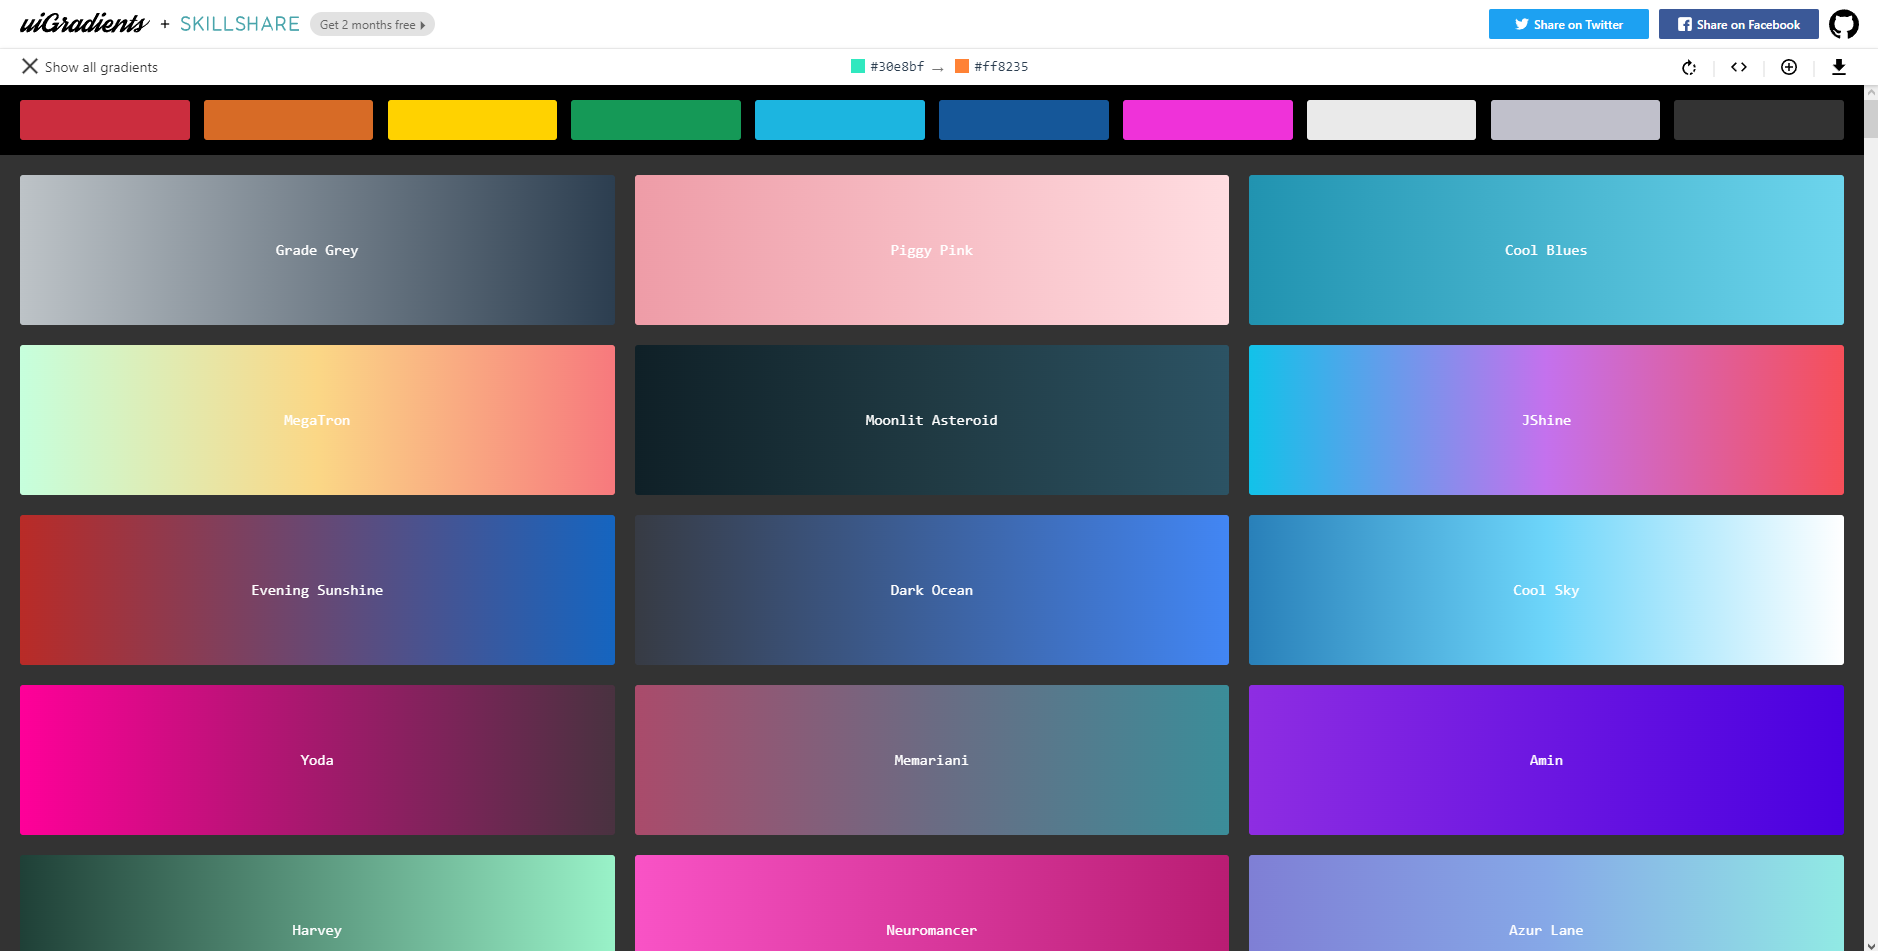 uiGradients + SKILLSHARE Get 2 months free
Share on Twitter
Share on Facebook
Show all gradients
#30e8bf → #ff8235
Grade Grey
Piggy Pink
Cool Blues
MegaTron
Moonlit Asteroid
JShine
Evening Sunshine
Dark Ocean
Cool Sky
Yoda
Memariani
Amin
Harvey
Neuromancer
Azur Lane